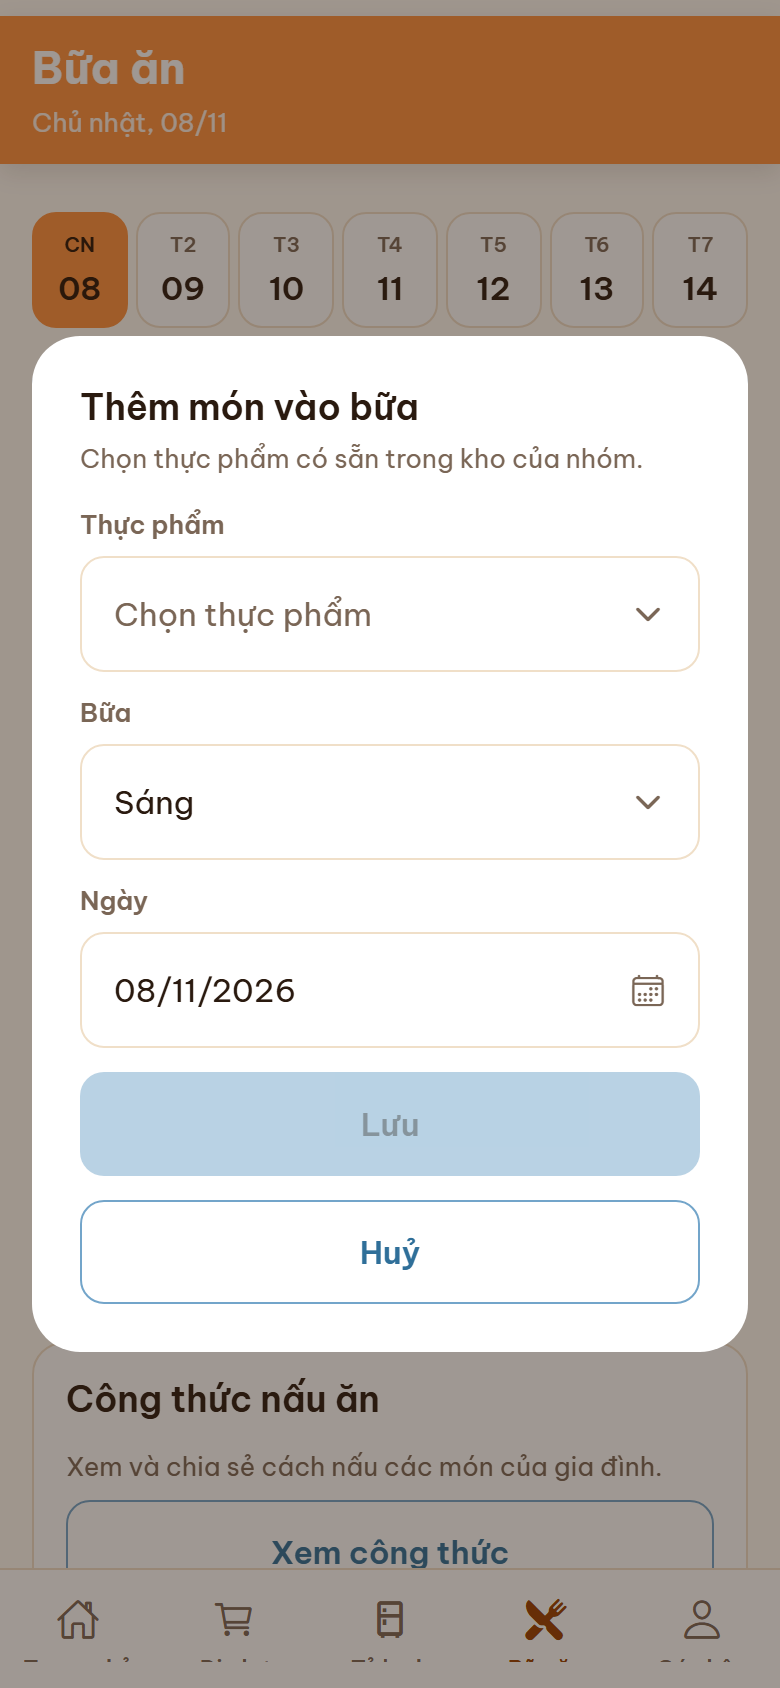 Bữa ăn
Chủ nhật, 08/11
CN T2 T3 T4 T5 T6 T7
08 09 10 11 12 13 14
Thêm món vào bữa
Chọn thực phẩm có sẵn trong kho của nhóm.
Thực phẩm
Chọn thực phẩm
Bữa
Sáng
Ngày
08/11/2026
Lưu
Huỷ
Công thức nấu ăn
Xem và chia sẻ cách nấu các món của gia đình.
Xem công thức